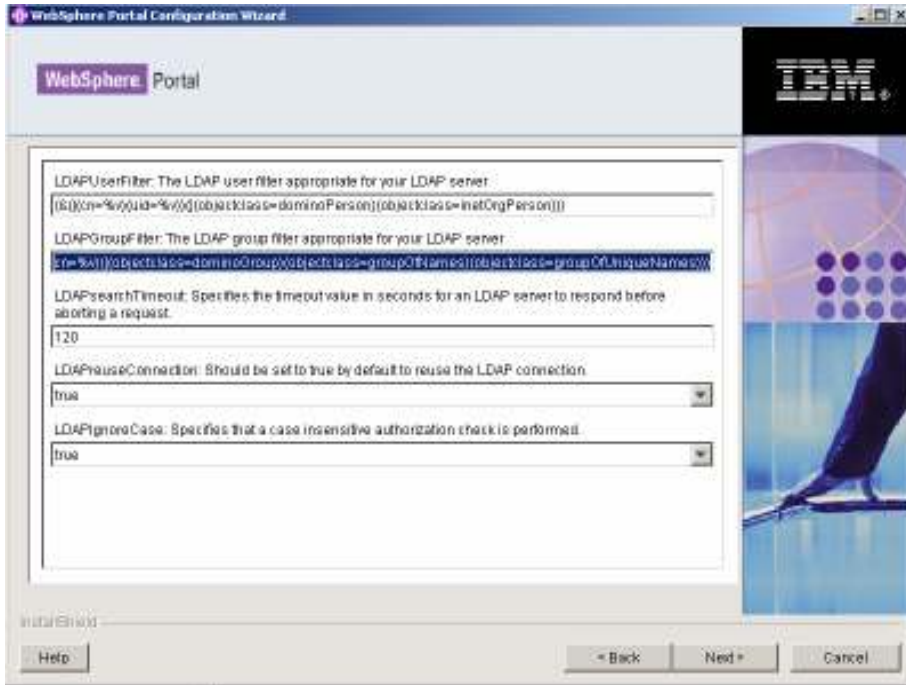 WebSphere Portal Configuration Wizard
WebSphere. Portal
IBM®
LDAPUserFilter: The LDAP user filter appropriate for your LDAP server
(&(|(cn=%v)(uid=%v))(|(objectclass=dominoPerson)(objectclass=inetOrgPerson)))
LDAPGroupFilter: The LDAP group filter appropriate for your LDAP server
cn=%v)(|(objectclass=dominoGroup)(objectclass=groupOfNames)(objectclass=groupOfUniqueNames)))
LDAPsearchTimeout: Specifies the timeout value in seconds for an LDAP server to respond before
aborting a request.
120
LDAPreuseConnection: Should be set to true by default to reuse the LDAP connection.
true
LDAPIgnoreCase: Specifies that a case insensitive authorization check is performed.
true
InstallShield
Help
< Back
Next >
Cancel